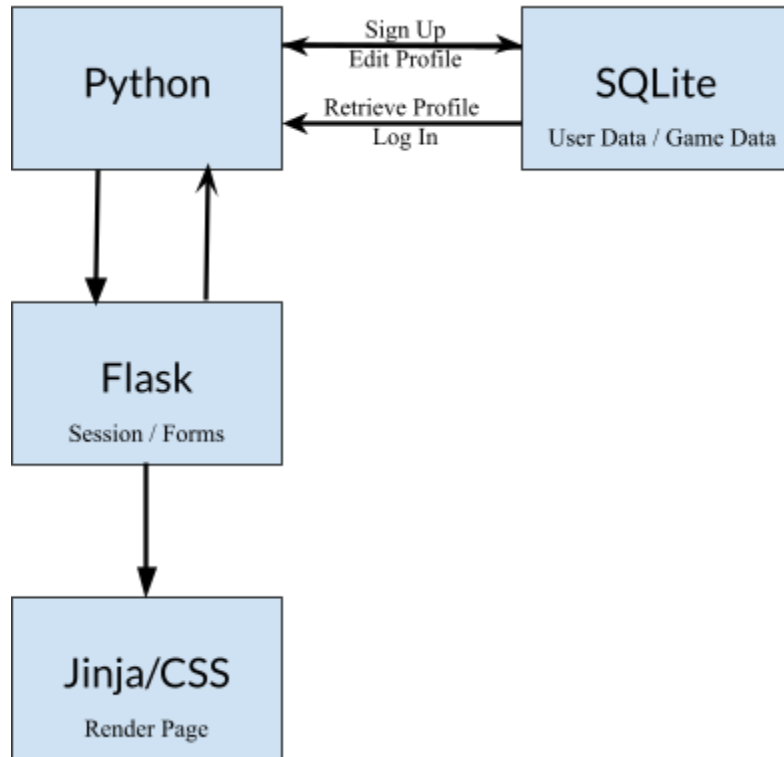 Python
Sign Up
Edit Profile
Retrieve Profile
Log In
SQLite
User Data / Game Data
Flask
Session / Forms
Jinja/CSS
Render Page